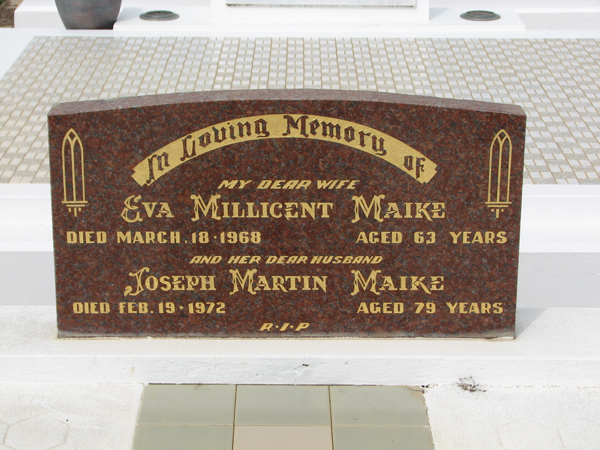 In Loving Memory of
MY DEAR WIFE
EVA MILLICENT MAIKE
DIED MARCH. 18 · 1968 AGED 63 YEARS
AND HER DEAR HUSBAND
JOSEPH MARTIN MAIKE
DIED FEB. 19 · 1972 AGED 79 YEARS
R·I·P